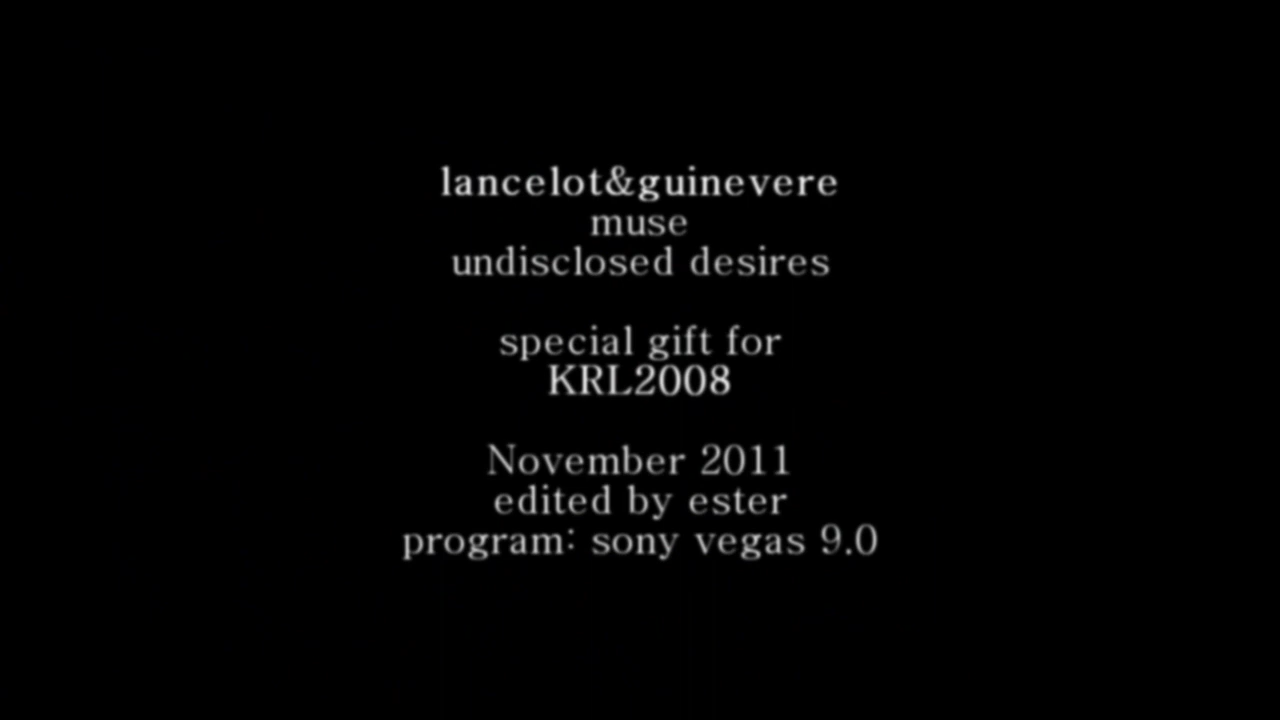 lancelot&guinevere
muse
undisclosed desires
special gift for
KRL2008
November 2011
edited by ester
program: sony vegas 9.0